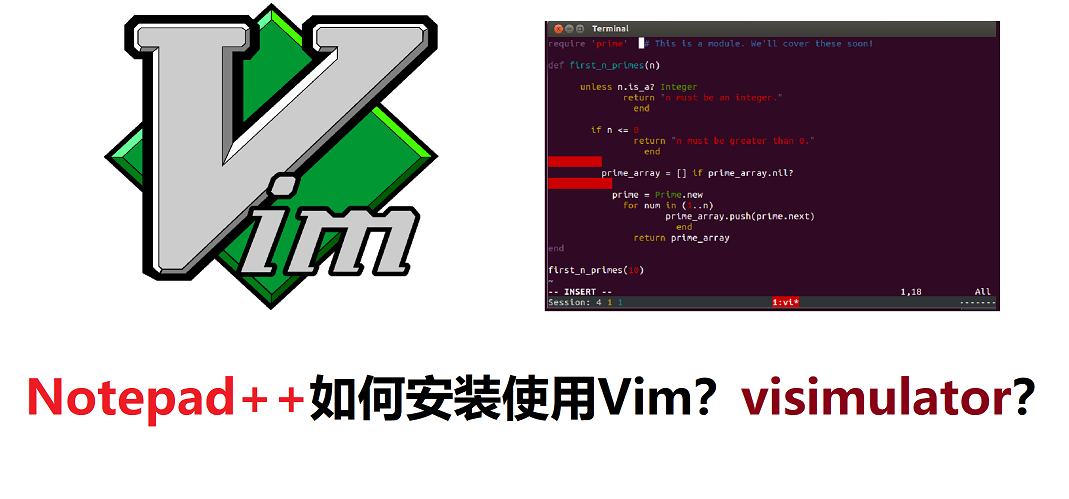 Vim
Terminal
require 'prime' # This is a module. We'll cover these soon!
def first_n_primes(n)
unless n.is_a? Integer
return "n must be an integer."
end
if n <= 0
return "n must be greater than 0."
end
prime_array = [] if prime_array.nil?
prime = Prime.new
for num in (1..n)
prime_array.push(prime.next)
end
return prime_array
end
first_n_primes(10)
~
-- INSERT -- 1,18 All
Session: 4 1 1 1:vi* -------
Notepad++如何安装使用Vim？visimulator？